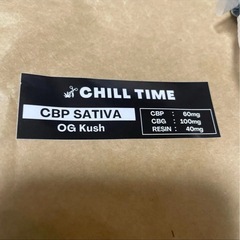 CHILL TIME
CBP SATIVA
OG Kush
CBP : 60mg
CBG : 100mg
RESIN : 40mg